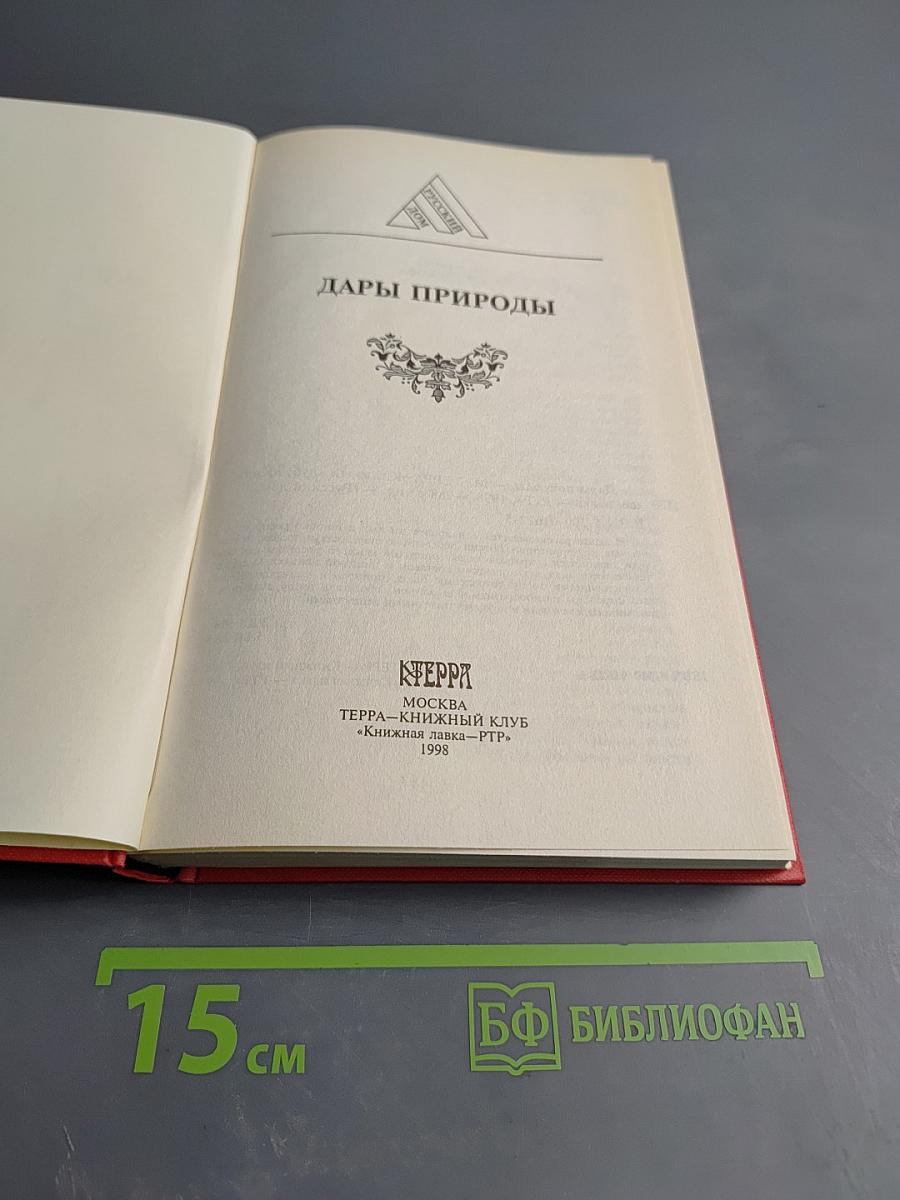 РУССКИЙ
ДОМ
ДАРЫ ПРИРОДЫ
ТЕРРА
МОСКВА
ТЕРРА—КНИЖНЫЙ КЛУБ
«Книжная лавка—РТР»
1998
15 см
БФ БИБЛИОФАН